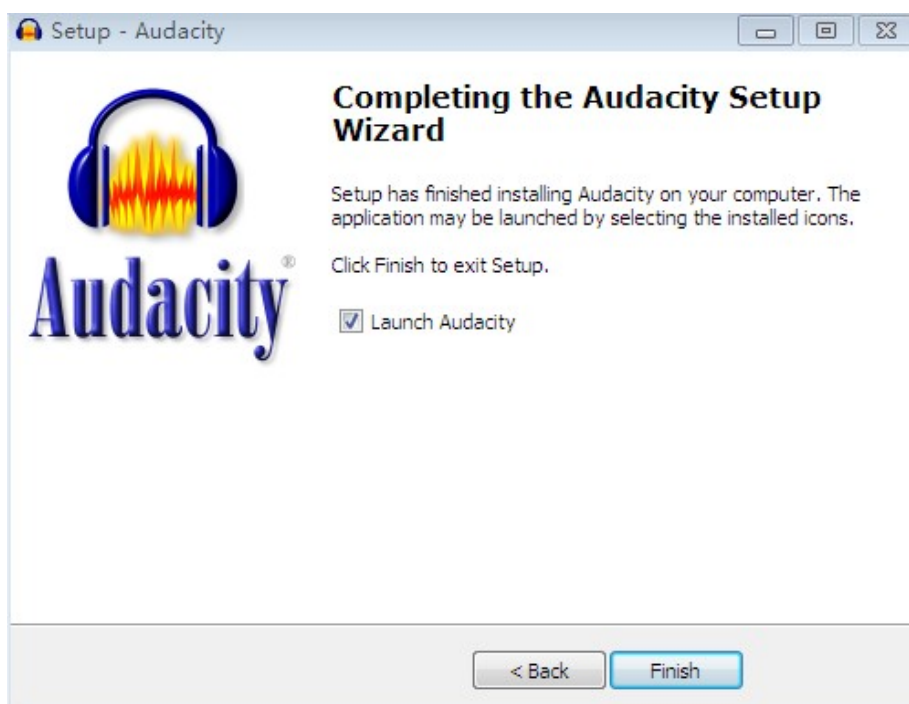 Setup - Audacity
Completing the Audacity Setup
Wizard
Setup has finished installing Audacity on your computer. The
application may be launched by selecting the installed icons.
Click Finish to exit Setup.
Launch Audacity
Audacity®
< Back
Finish